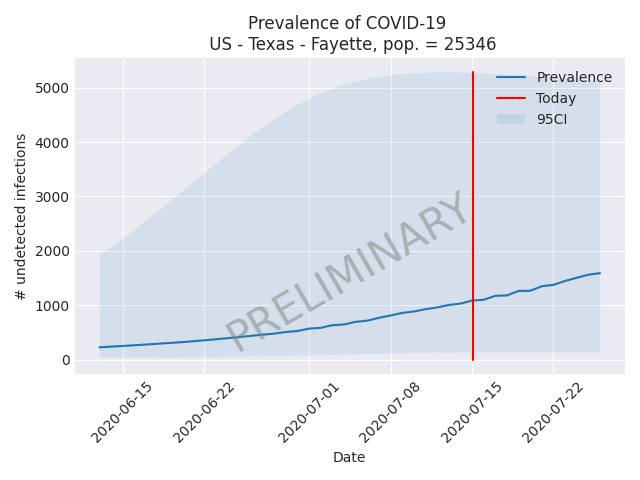 Prevalence of COVID-19
US - Texas - Fayette, pop. = 25346
Prevalence
Today
95CI
PRELIMINARY
# undetected infections
5000
4000
3000
2000
1000
0
2020-06-15
2020-06-22
2020-07-01
2020-07-08
2020-07-15
2020-07-22
Date